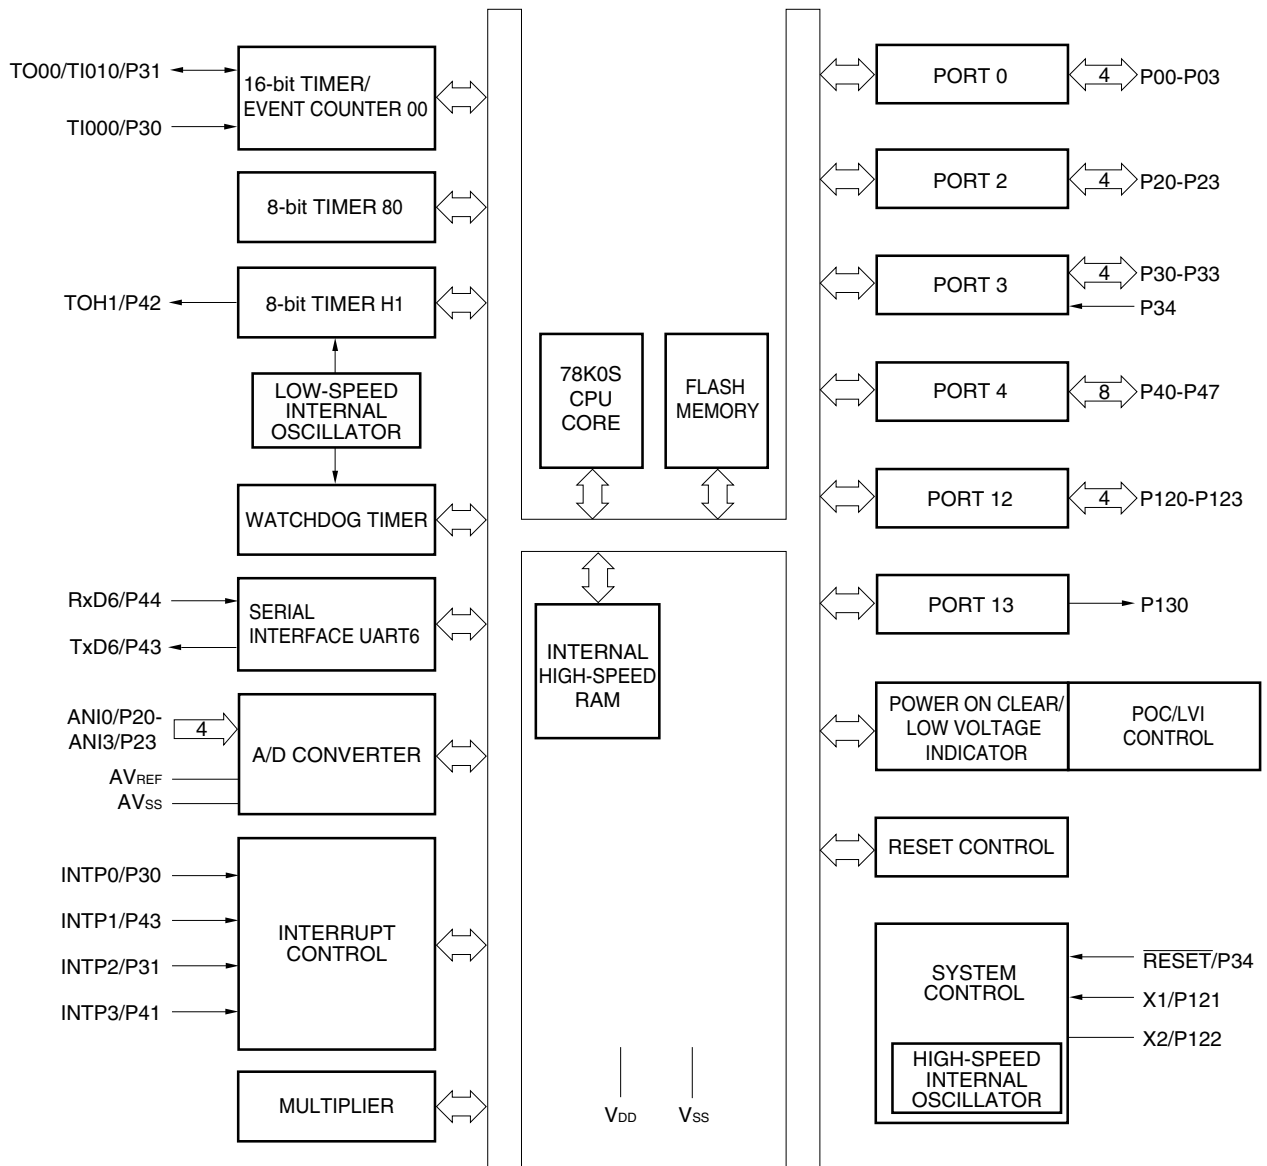 TO00/TI010/P31
TI000/P30
16-bit TIMER/
EVENT COUNTER 00
8-bit TIMER 80
TOH1/P42
8-bit TIMER H1
LOW-SPEED
INTERNAL
OSCILLATOR
WATCHDOG TIMER
RxD6/P44
TxD6/P43
SERIAL
INTERFACE UART6
ANI0/P20-
ANI3/P23
4
AVREF
AVSS
A/D CONVERTER
INTP0/P30
INTP1/P43
INTP2/P31
INTP3/P41
INTERRUPT
CONTROL
MULTIPLIER
78K0S
CPU
CORE
FLASH
MEMORY
INTERNAL
HIGH-SPEED
RAM
VDD
VSS
PORT 0
4
P00-P03
PORT 2
4
P20-P23
PORT 3
4
P30-P33
P34
PORT 4
8
P40-P47
PORT 12
4
P120-P123
PORT 13
P130
POWER ON CLEAR/
LOW VOLTAGE
INDICATOR
POC/LVI
CONTROL
RESET CONTROL
SYSTEM
CONTROL
RESET/P34
X1/P121
X2/P122
HIGH-SPEED
INTERNAL
OSCILLATOR